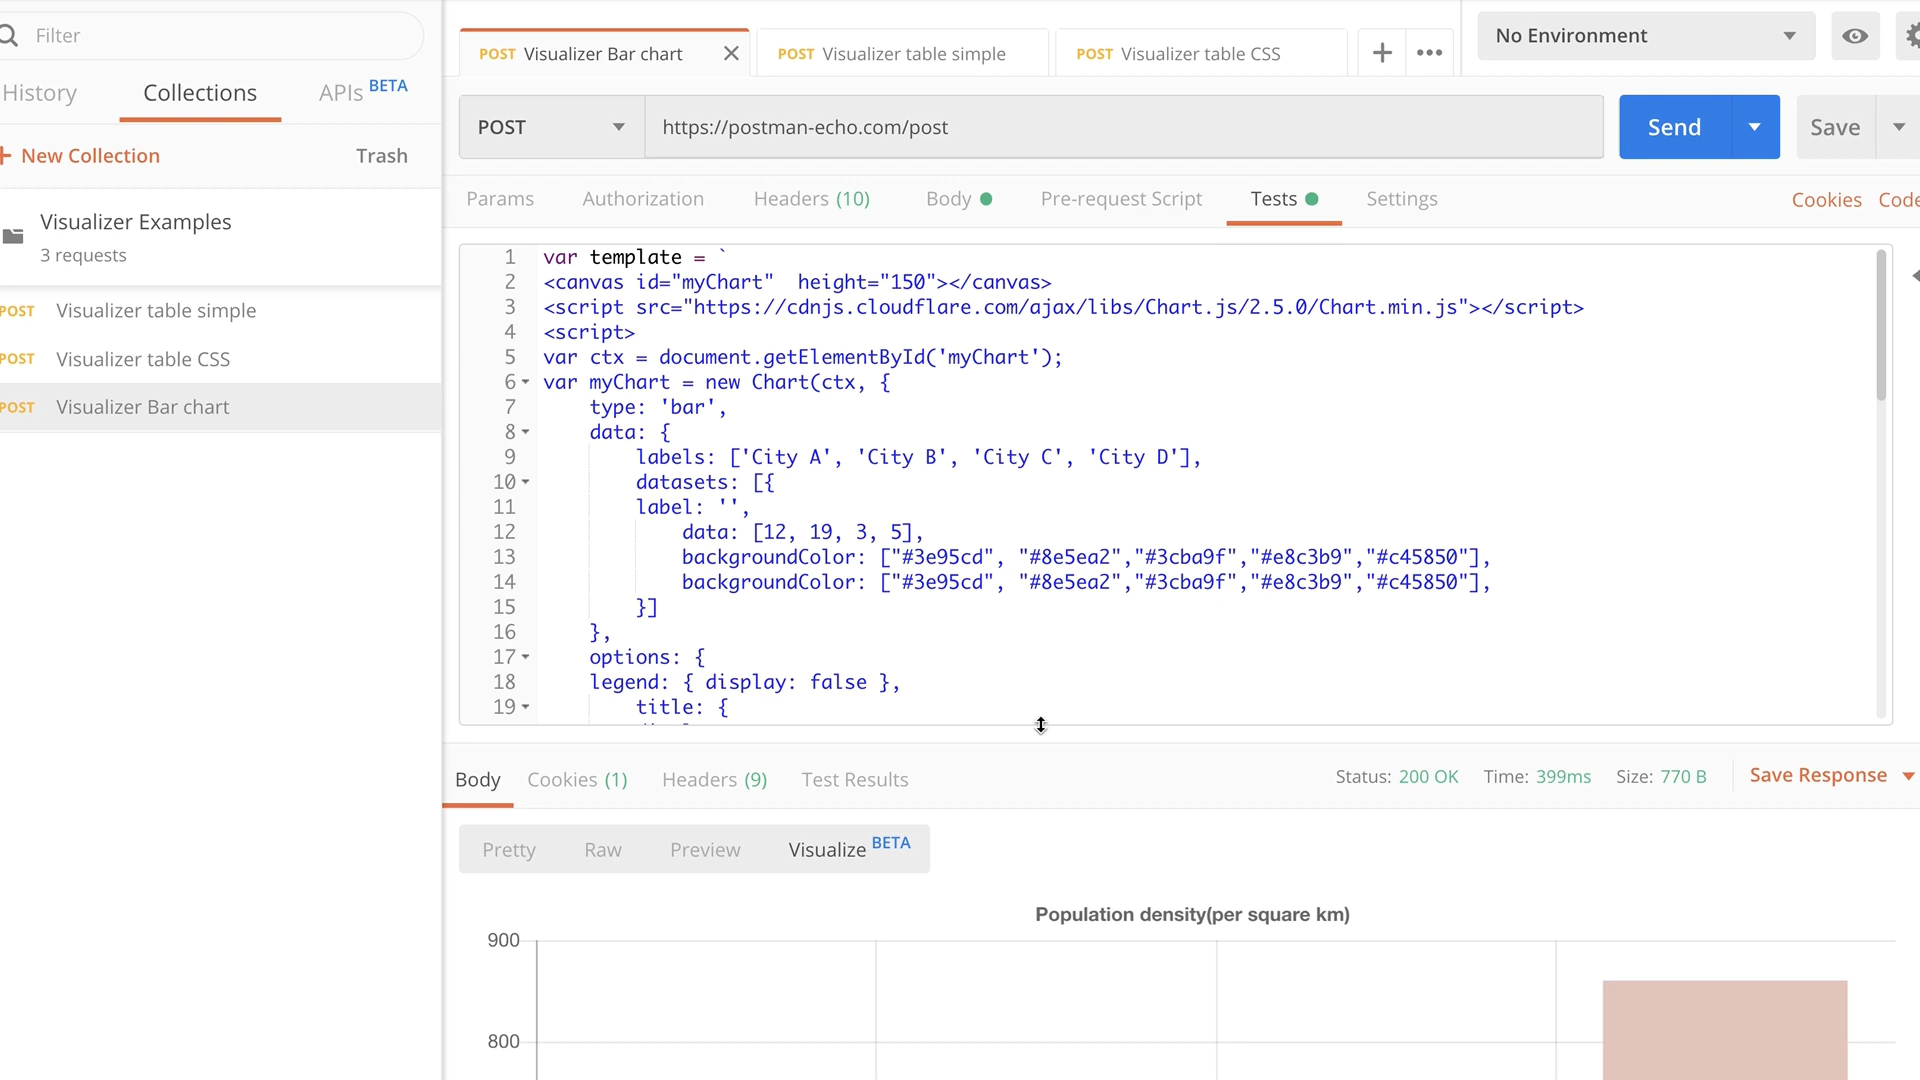 Filter
History Collections APIs BETA
+ New Collection Trash
Visualizer Examples
3 requests
POST Visualizer table simple
POST Visualizer table CSS
POST Visualizer Bar chart
POST Visualizer Bar chart POST Visualizer table simple POST Visualizer table CSS
No Environment
POST https://postman-echo.com/post
Send Save
Params Authorization Headers (10) Body Pre-request Script Tests Settings Cookies Code
1 var template = `
2 <canvas id="myChart"  height="150"></canvas>
3 <script src="https://cdnjs.cloudflare.com/ajax/libs/Chart.js/2.5.0/Chart.min.js"></script>
4 <script>
5 var ctx = document.getElementById('myChart');
6 var myChart = new Chart(ctx, {
7     type: 'bar',
8     data: {
9         labels: ['City A', 'City B', 'City C', 'City D'],
10         datasets: [{
11         label: '',
12             data: [12, 19, 3, 5],
13             backgroundColor: ["#3e95cd", "#8e5ea2","#3cba9f","#e8c3b9","#c45850"],
14             backgroundColor: ["#3e95cd", "#8e5ea2","#3cba9f","#e8c3b9","#c45850"],
15         }]
16     },
17     options: {
18     legend: { display: false },
19         title: {
Body Cookies (1) Headers (9) Test Results Status: 200 OK Time: 399ms Size: 770 B Save Response
Pretty Raw Preview Visualize BETA
Population density(per square km)
900
800